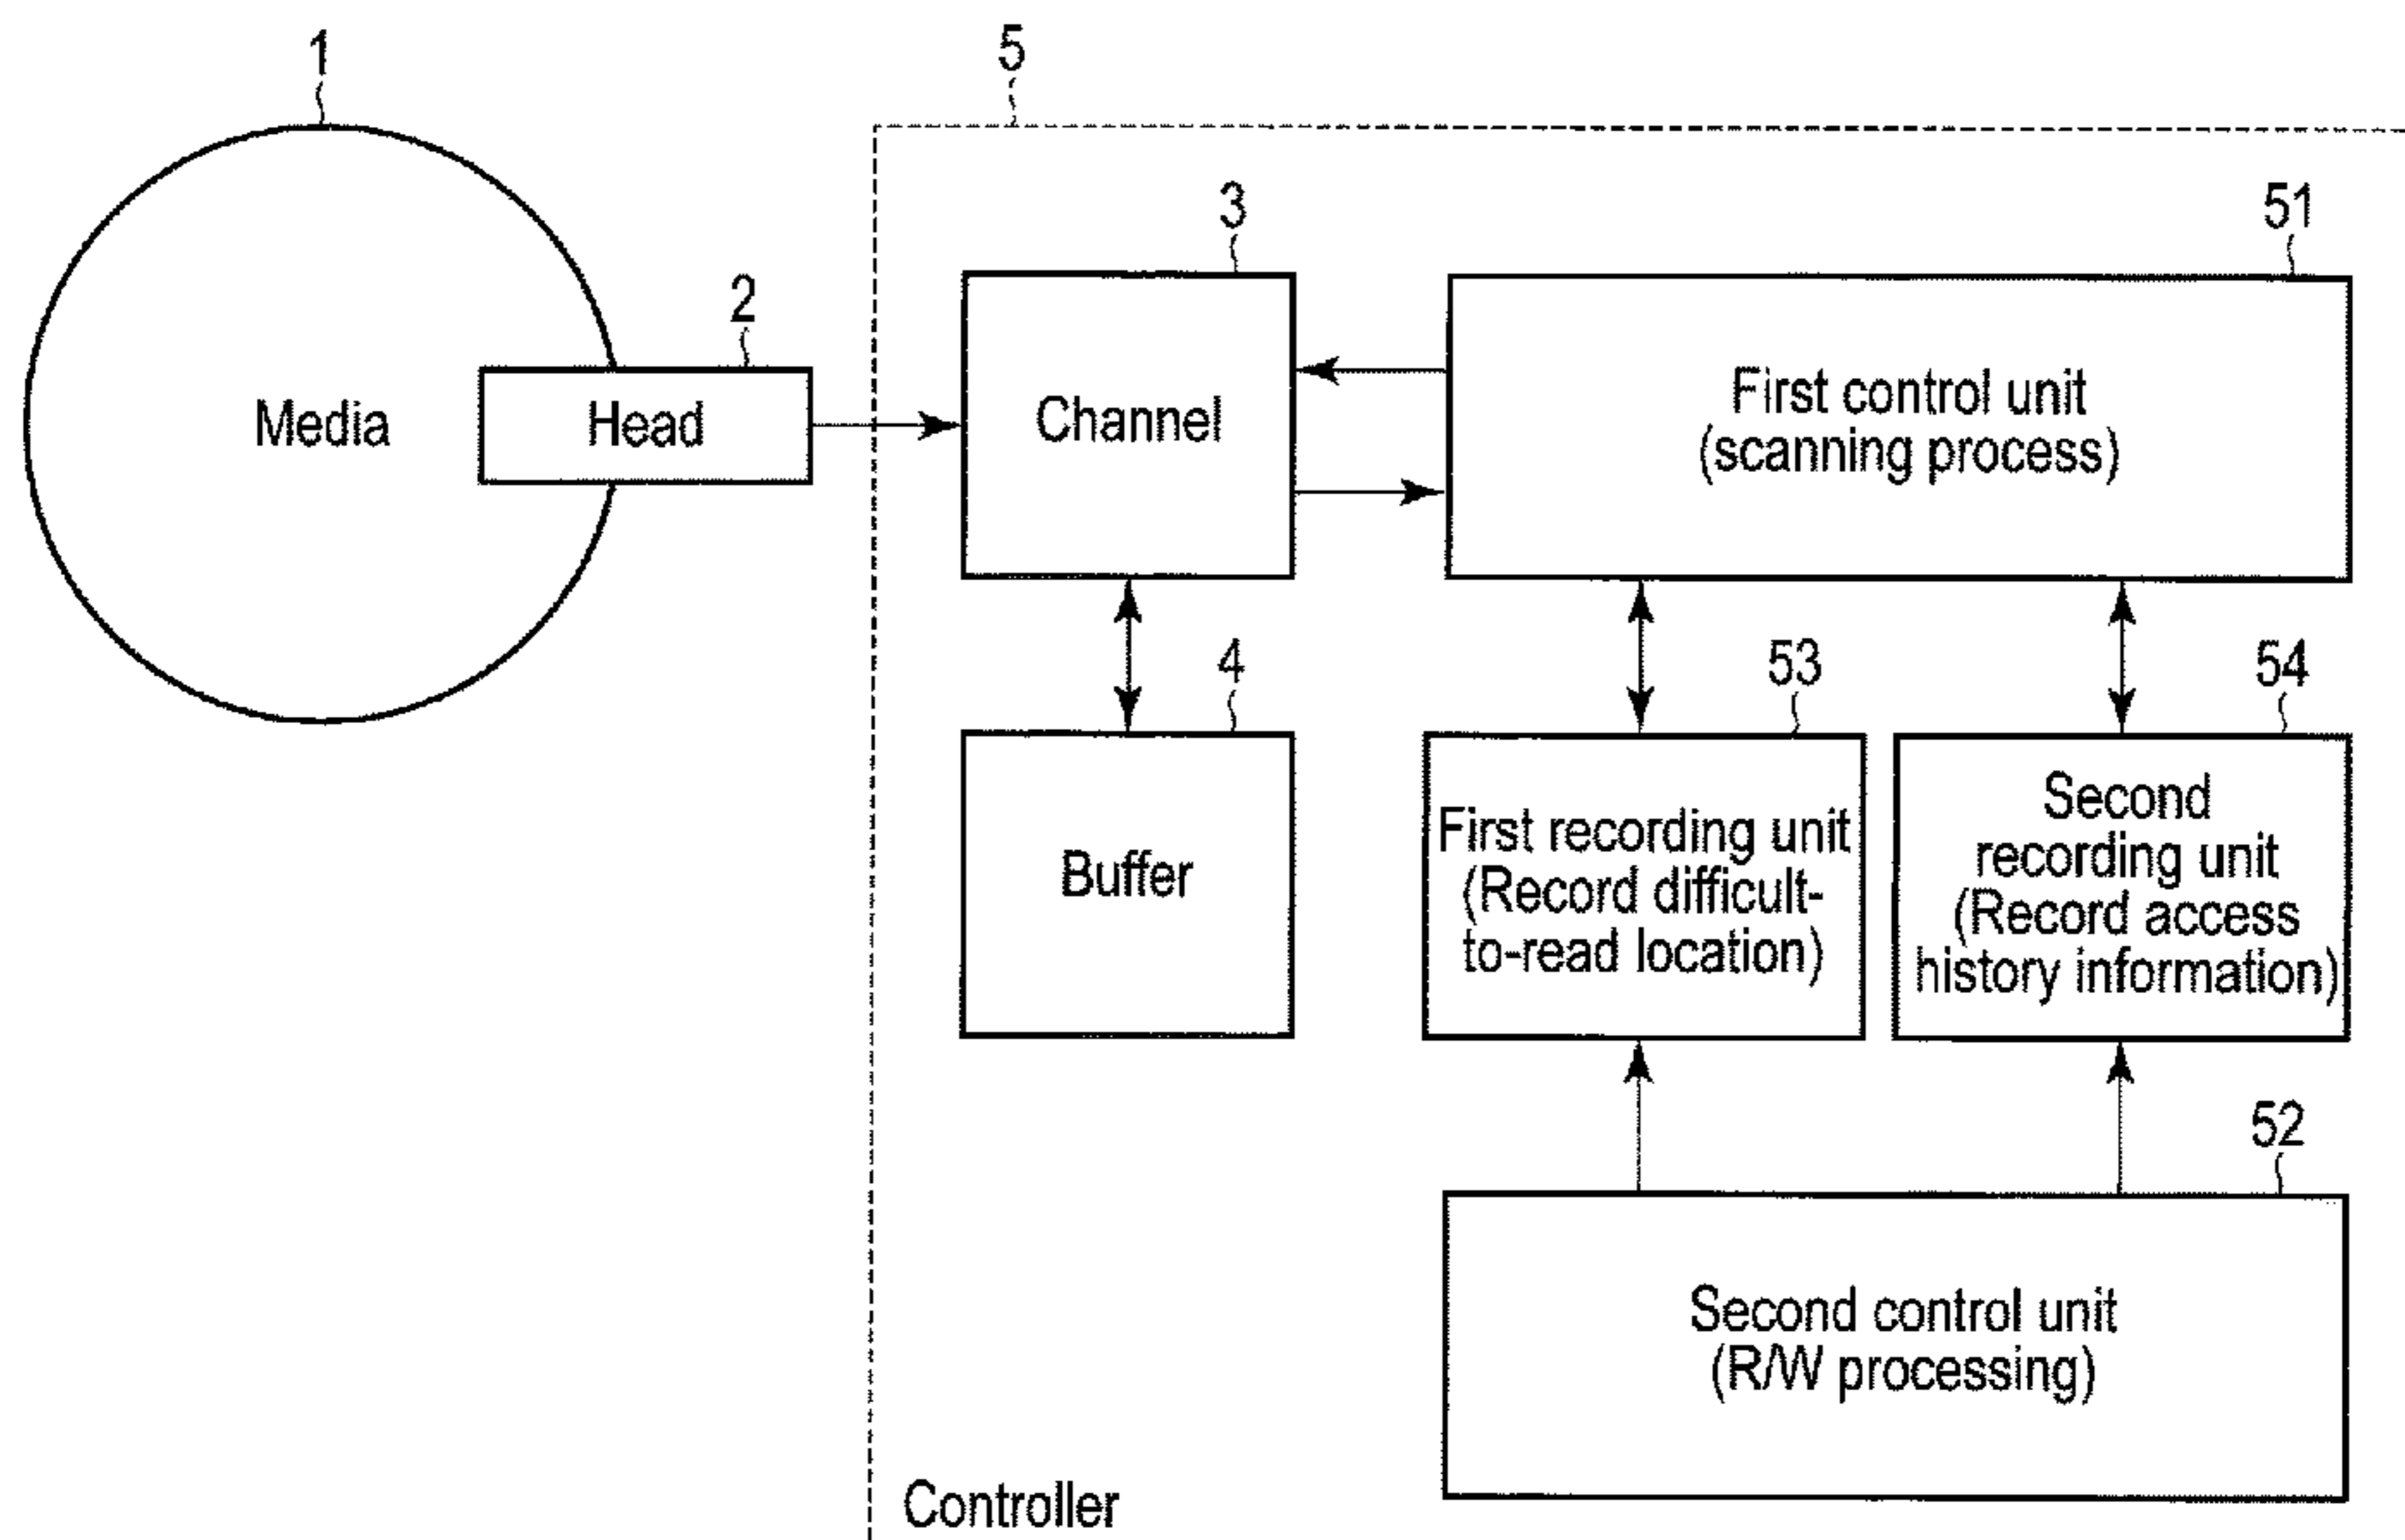 1
5
3
51
2
Media
Head
Channel
First control unit
(scanning process)
4
53
54
Buffer
First recording unit
(Record difficult-
to-read location)
Second
recording unit
(Record access
history information)
52
Second control unit
(R/W processing)
Controller